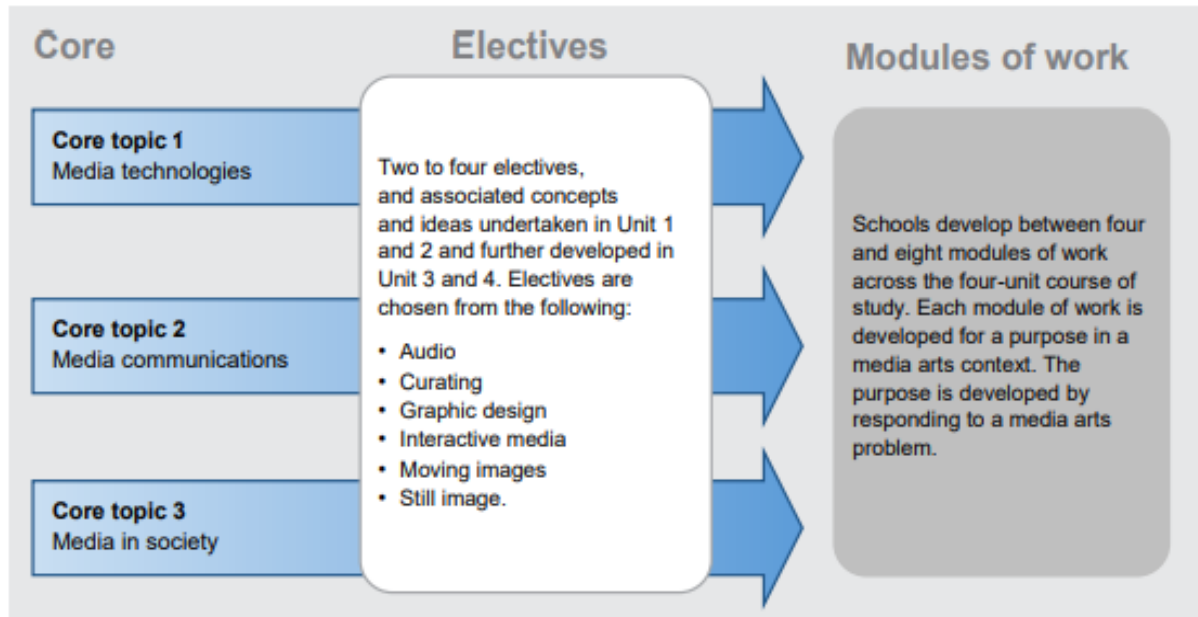 Core
Electives
Modules of work
Core topic 1
Media technologies
Core topic 2
Media communications
Core topic 3
Media in society
Two to four electives,
and associated concepts
and ideas undertaken in Unit 1
and 2 and further developed in
Unit 3 and 4. Electives are
chosen from the following:
• Audio
• Curating
• Graphic design
• Interactive media
• Moving images
• Still image.
Schools develop between four
and eight modules of work
across the four-unit course of
study. Each module of work is
developed for a purpose in a
media arts context. The
purpose is developed by
responding to a media arts
problem.